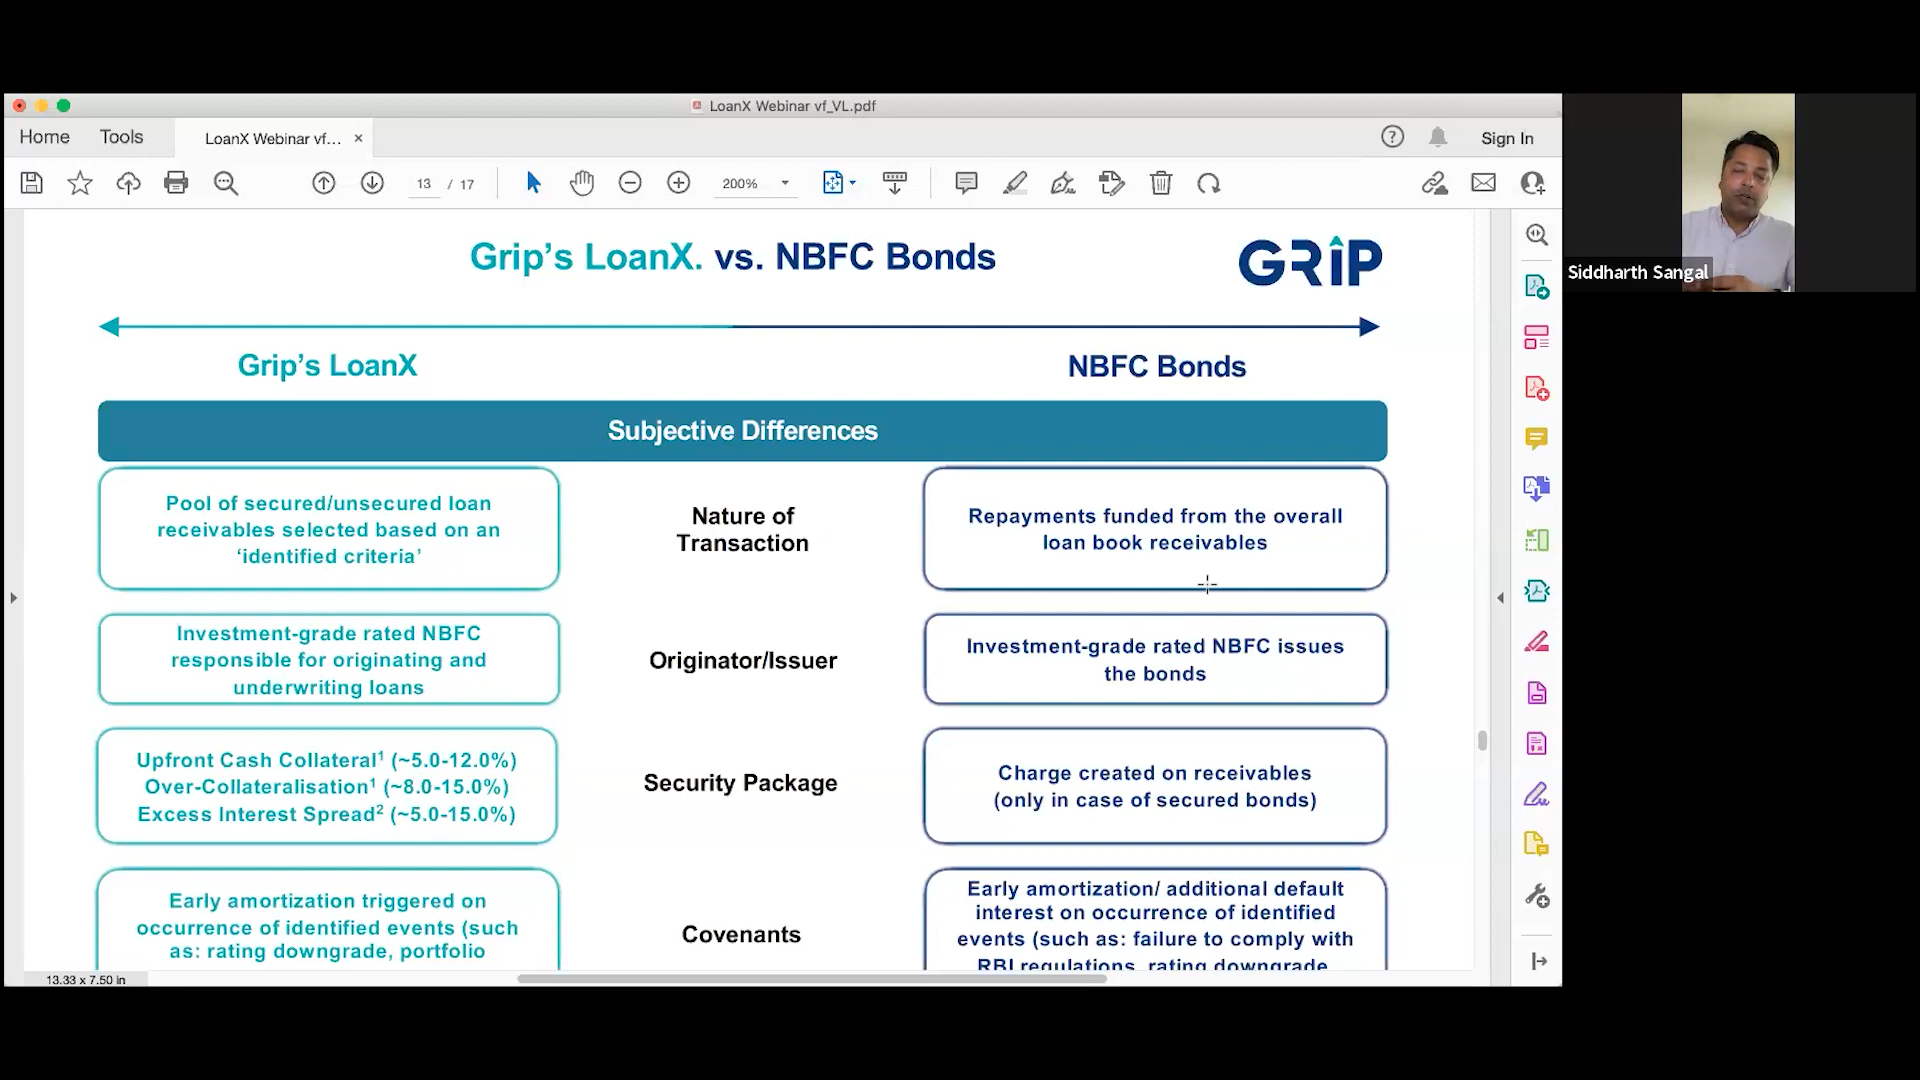 LoanX Webinar vf_VL.pdf
Home
Tools
LoanX Webinar vf... ×
Sign In
13 / 17
200%
Grip's LoanX. vs. NBFC Bonds
GRIP
Siddharth Sangal
Grip's LoanX
NBFC Bonds
Subjective Differences
Pool of secured/unsecured loan
receivables selected based on an
‘identified criteria’
Nature of
Transaction
Repayments funded from the overall
loan book receivables
Investment-grade rated NBFC
responsible for originating and
underwriting loans
Originator/Issuer
Investment-grade rated NBFC issues
the bonds
Upfront Cash Collateral¹ (~5.0-12.0%)
Over-Collateralisation¹ (~8.0-15.0%)
Excess Interest Spread² (~5.0-15.0%)
Security Package
Charge created on receivables
(only in case of secured bonds)
Early amortization triggered on
occurrence of identified events (such
as: rating downgrade, portfolio
Covenants
Early amortization/ additional default
interest on occurrence of identified
events (such as: failure to comply with
RBI regulations, rating downgrade
13.33 x 7.50 in